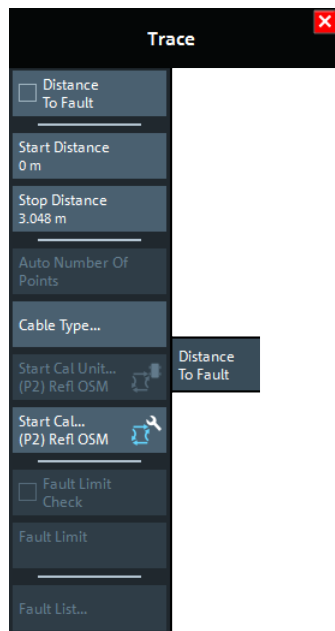 Trace
Distance
To Fault
Start Distance
0 m
Stop Distance
3.048 m
Auto Number Of
Points
Cable Type...
Start Cal Unit...
(P2) Refl OSM
Start Cal...
(P2) Refl OSM
Fault Limit
Check
Fault Limit
Fault List...
Distance
To Fault